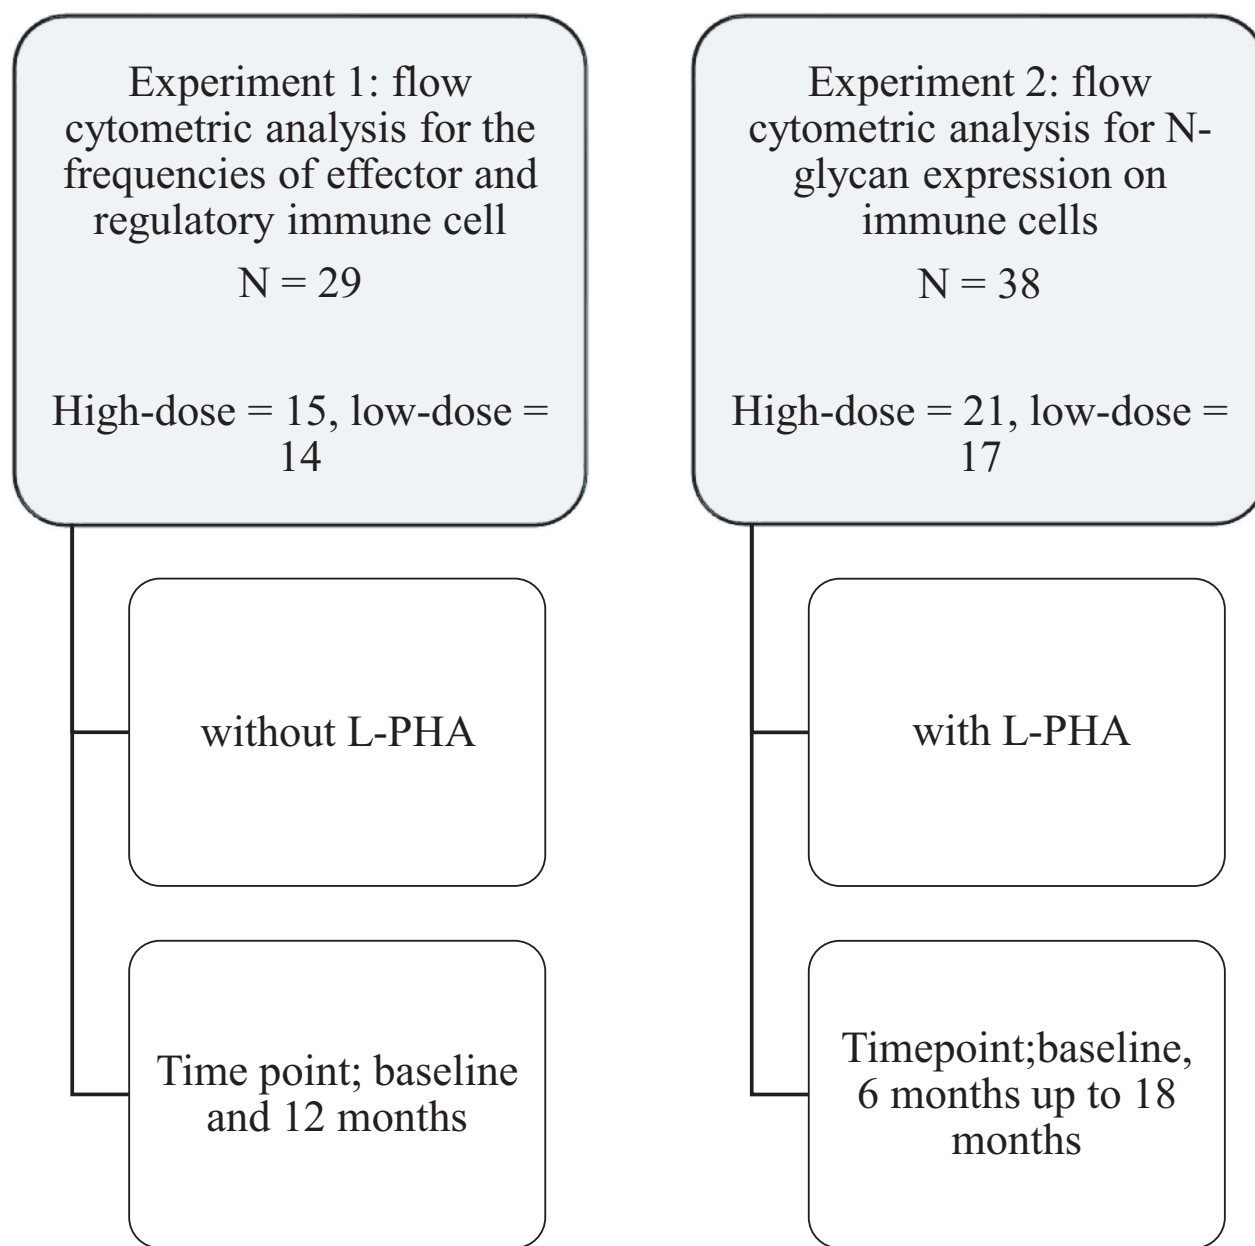 Experiment 1: flow
cytometric analysis for the
frequencies of effector and
regulatory immune cell
N = 29
High-dose = 15, low-dose =
14
without L-PHA
Time point; baseline
and 12 months
Experiment 2: flow
cytometric analysis for N-
glycan expression on
immune cells
N = 38
High-dose = 21, low-dose =
17
with L-PHA
Timepoint;baseline,
6 months up to 18
months